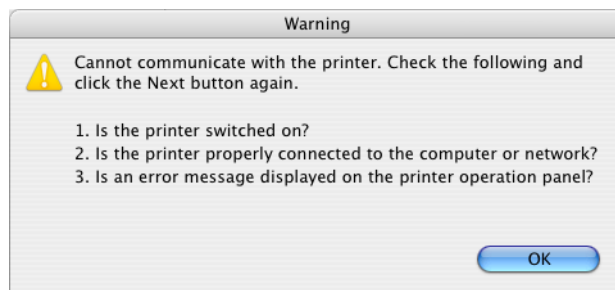 Warning
Cannot communicate with the printer. Check the following and
click the Next button again.
1. Is the printer switched on?
2. Is the printer properly connected to the computer or network?
3. Is an error message displayed on the printer operation panel?
OK